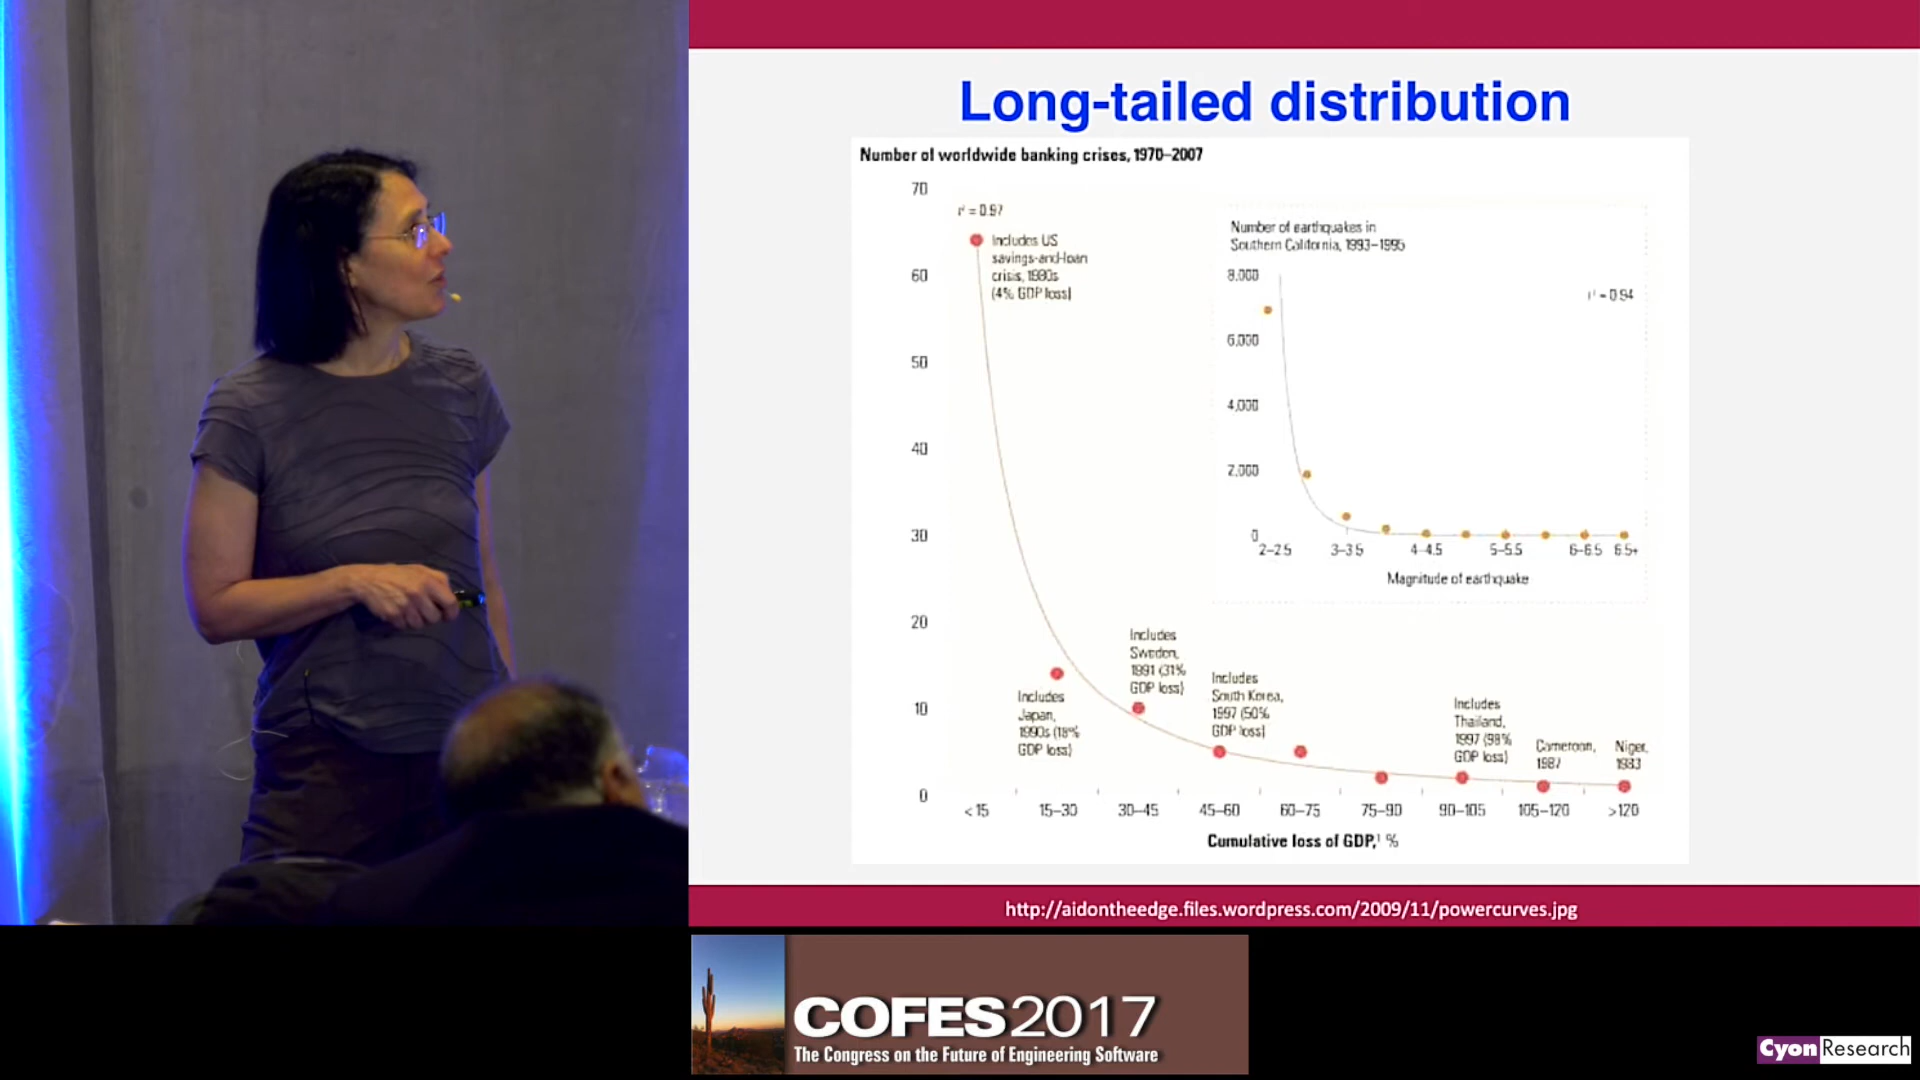 Long-tailed distribution
Number of worldwide banking crises, 1970–2007
70
60
50
40
30
20
10
0
r² = 0.97
Includes US
savings-and-loan
crisis, 1980s
(4% GDP loss)
Includes
Japan,
1990s (18%
GDP loss)
Includes
Sweden,
1991 (31%
GDP loss)
Includes
South Korea,
1997 (50%
GDP loss)
Includes
Thailand,
1997 (98%
GDP loss)
Cameroon,
1987
Niger,
1983
<15 15–30 30–45 45–60 60–75 75–90 90–105 105–120 >120
Cumulative loss of GDP,¹ %
Number of earthquakes in
Southern California, 1993–1995
8,000
6,000
4,000
2,000
0
r² = 0.94
2–2.5 3–3.5 4–4.5 5–5.5 6–6.5 6.5+
Magnitude of earthquake
http://aidontheedge.files.wordpress.com/2009/11/powercurves.jpg
COFES2017
The Congress on the Future of Engineering Software
CyonResearch